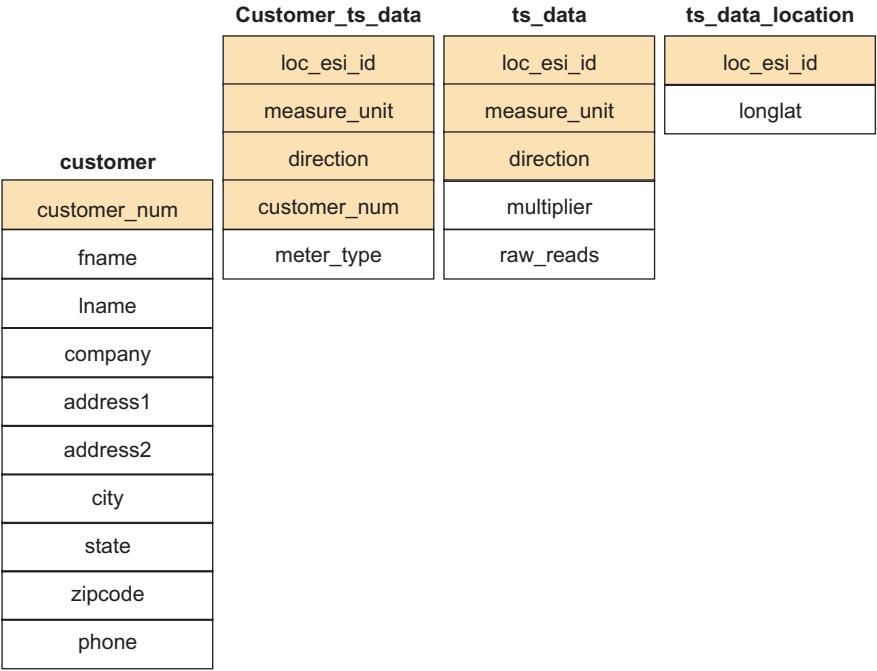 customer
customer_num
fname
lname
company
address1
address2
city
state
zipcode
phone
Customer_ts_data
loc_esi_id
measure_unit
direction
customer_num
meter_type
ts_data
loc_esi_id
measure_unit
direction
multiplier
raw_reads
ts_data_location
loc_esi_id
longlat